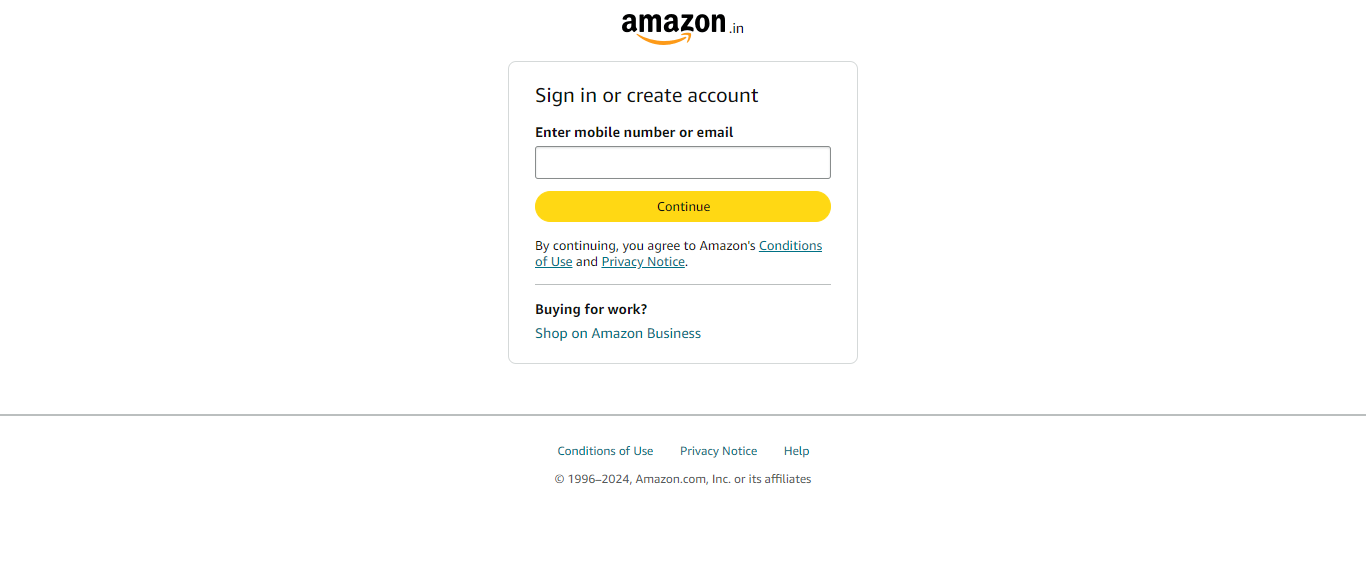 amazon.in
Sign in or create account
Enter mobile number or email
Continue
By continuing, you agree to Amazon's Conditions
of Use and Privacy Notice.
Buying for work?
Shop on Amazon Business
Conditions of Use Privacy Notice Help
© 1996–2024, Amazon.com, Inc. or its affiliates